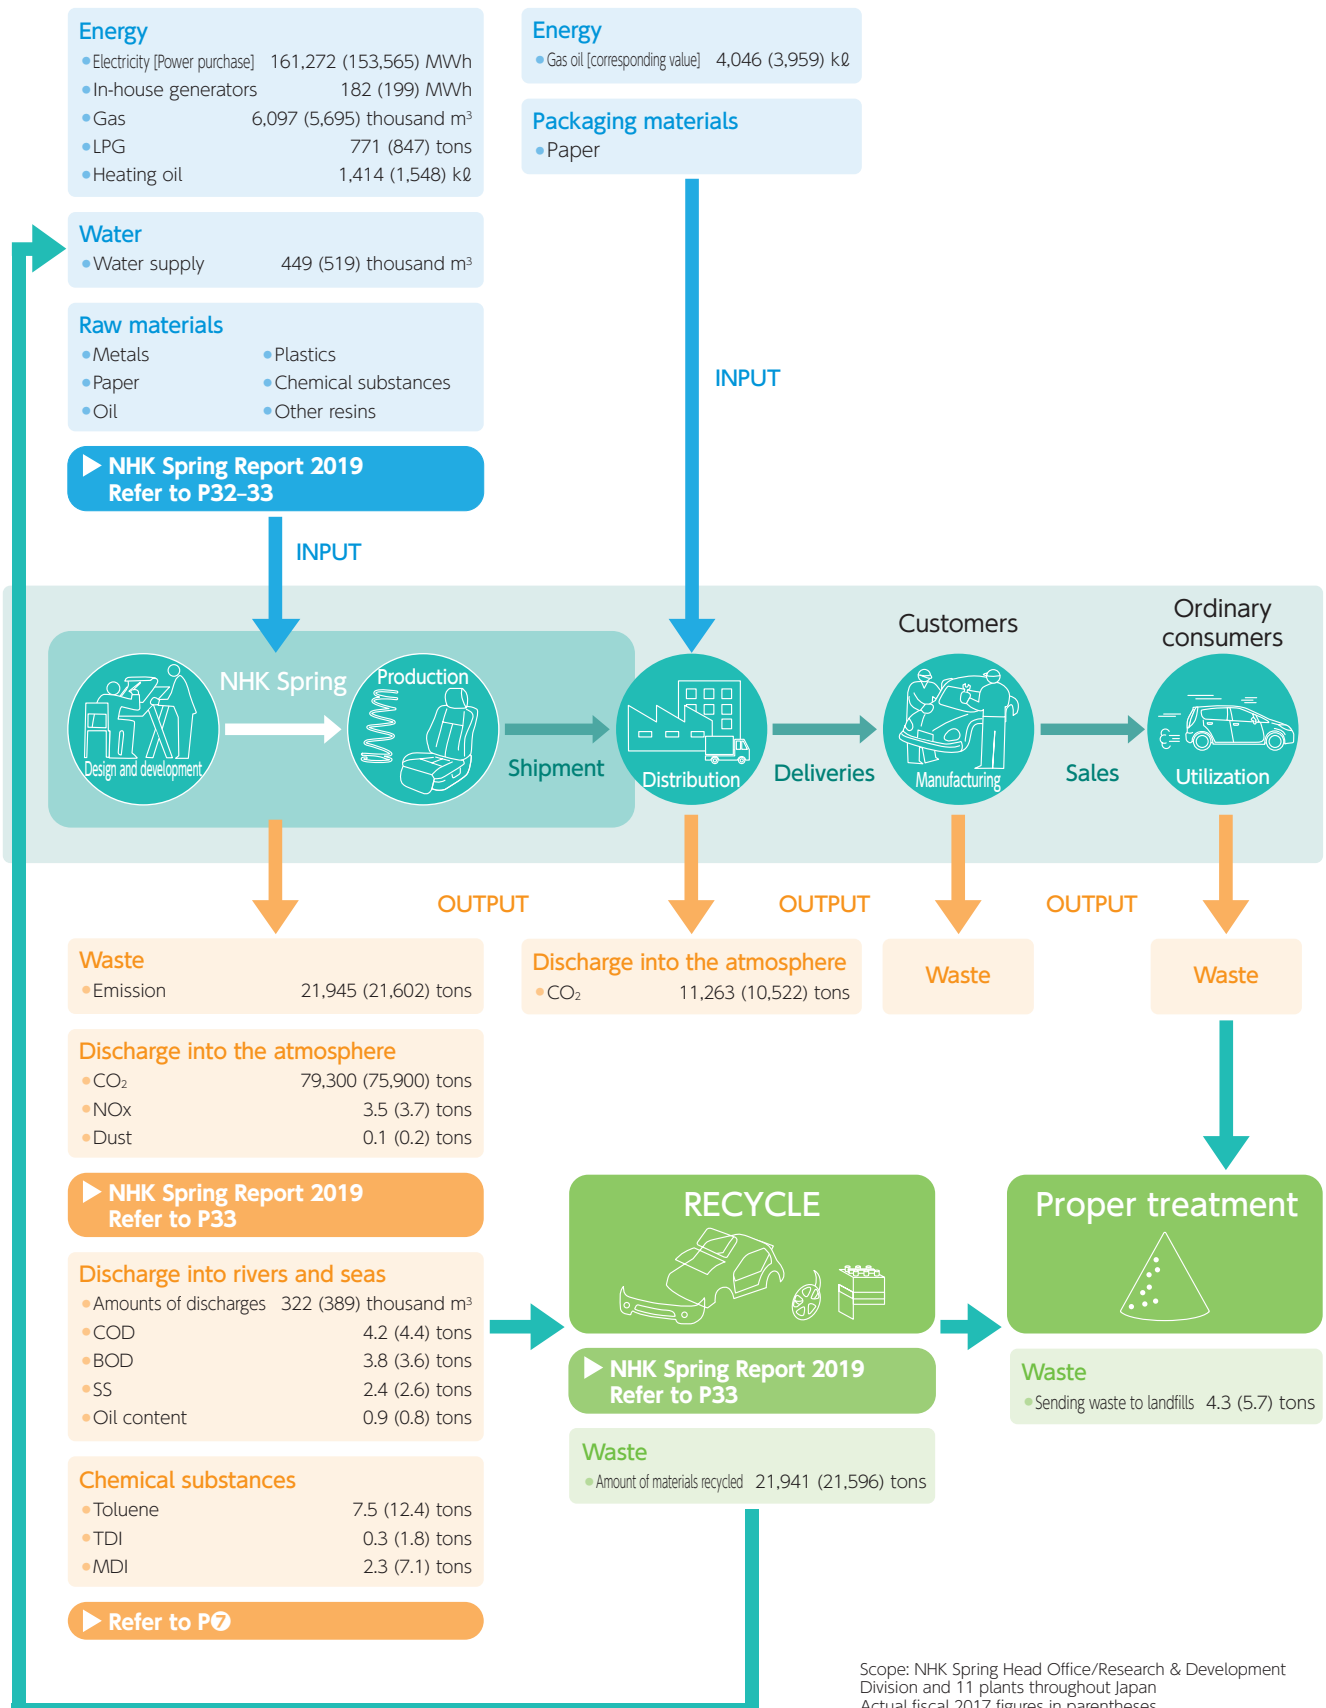 Energy
•Electricity [Power purchase] 161,272 (153,565) MWh
•In-house generators 182 (199) MWh
•Gas 6,097 (5,695) thousand m³
•LPG 771 (847) tons
•Heating oil 1,414 (1,548) kℓ
Energy
•Gas oil [corresponding value] 4,046 (3,959) kℓ
Packaging materials
•Paper
Water
•Water supply 449 (519) thousand m³
Raw materials
•Metals •Plastics
•Paper •Chemical substances
•Oil •Other resins
▶ NHK Spring Report 2019
Refer to P32–33
INPUT
INPUT
Customers
Ordinary
consumers
NHK Spring
Design and development
Production
Shipment
Distribution
Deliveries
Manufacturing
Sales
Utilization
OUTPUT
OUTPUT
OUTPUT
Waste
•Emission 21,945 (21,602) tons
Discharge into the atmosphere
•CO₂ 11,263 (10,522) tons
Waste
Waste
Discharge into the atmosphere
•CO₂ 79,300 (75,900) tons
•NOx 3.5 (3.7) tons
•Dust 0.1 (0.2) tons
▶ NHK Spring Report 2019
Refer to P33
Discharge into rivers and seas
•Amounts of discharges 322 (389) thousand m³
•COD 4.2 (4.4) tons
•BOD 3.8 (3.6) tons
•SS 2.4 (2.6) tons
•Oil content 0.9 (0.8) tons
Chemical substances
•Toluene 7.5 (12.4) tons
•TDI 0.3 (1.8) tons
•MDI 2.3 (7.1) tons
▶ Refer to P❼
RECYCLE
▶ NHK Spring Report 2019
Refer to P33
Waste
•Amount of materials recycled 21,941 (21,596) tons
Proper treatment
Waste
•Sending waste to landfills 4.3 (5.7) tons
Scope: NHK Spring Head Office/Research & Development
Division and 11 plants throughout Japan
Actual fiscal 2017 figures in parentheses